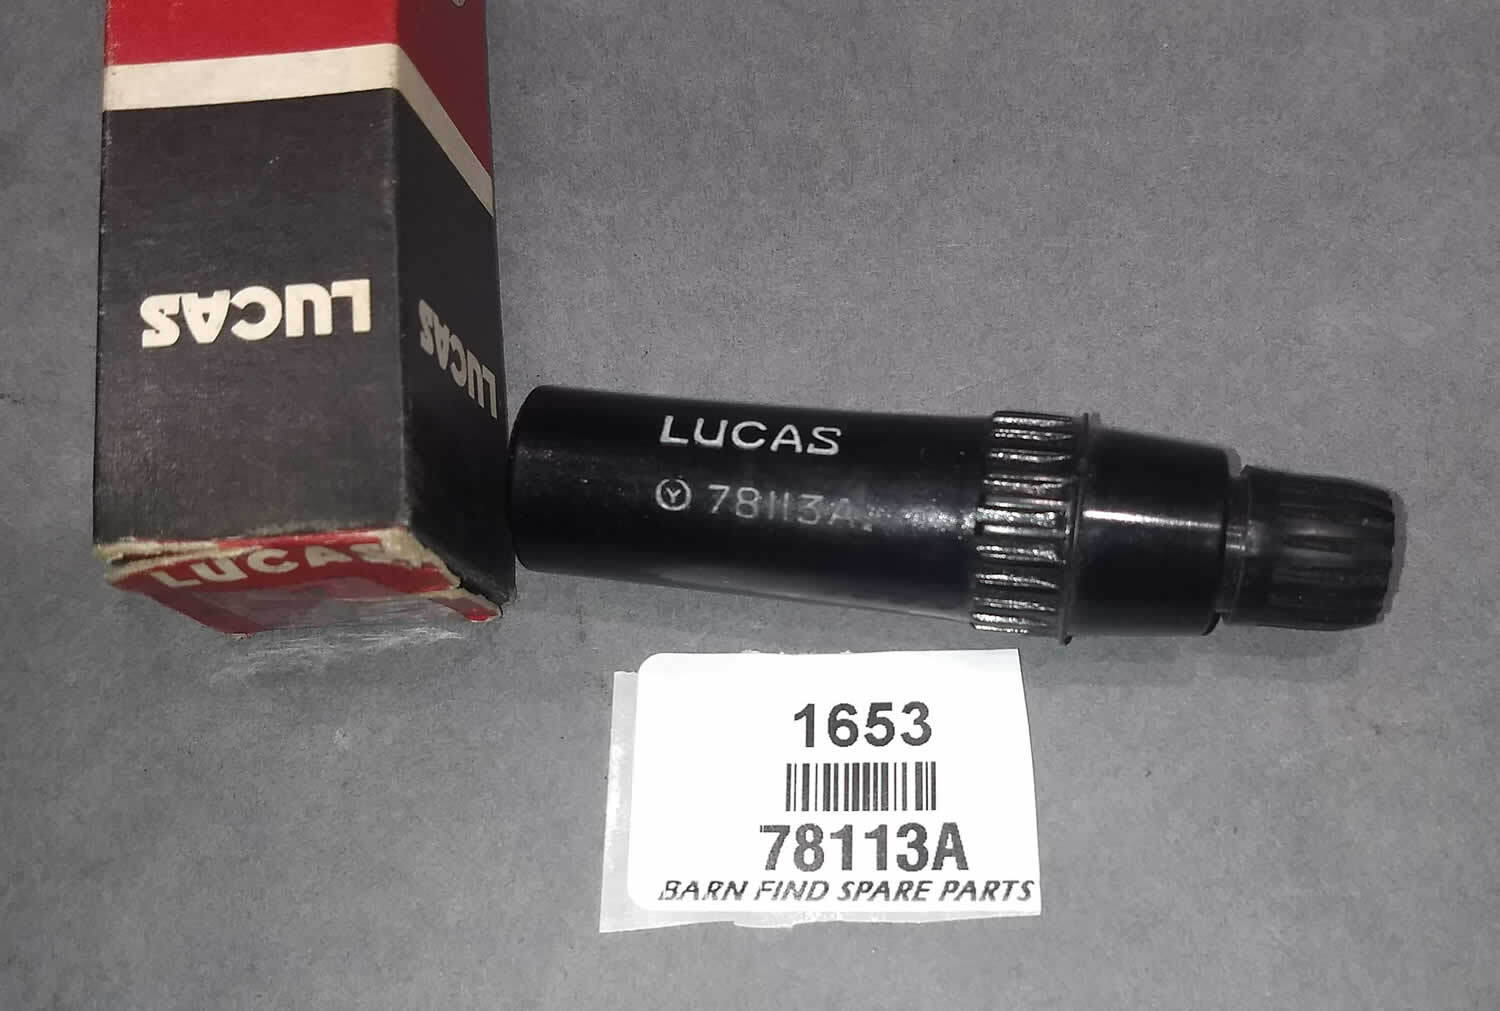 LUCAS
LUCAS
LUCAS
LUCAS
Y 78113A
1653
78113A
BARN FIND SPARE PARTS